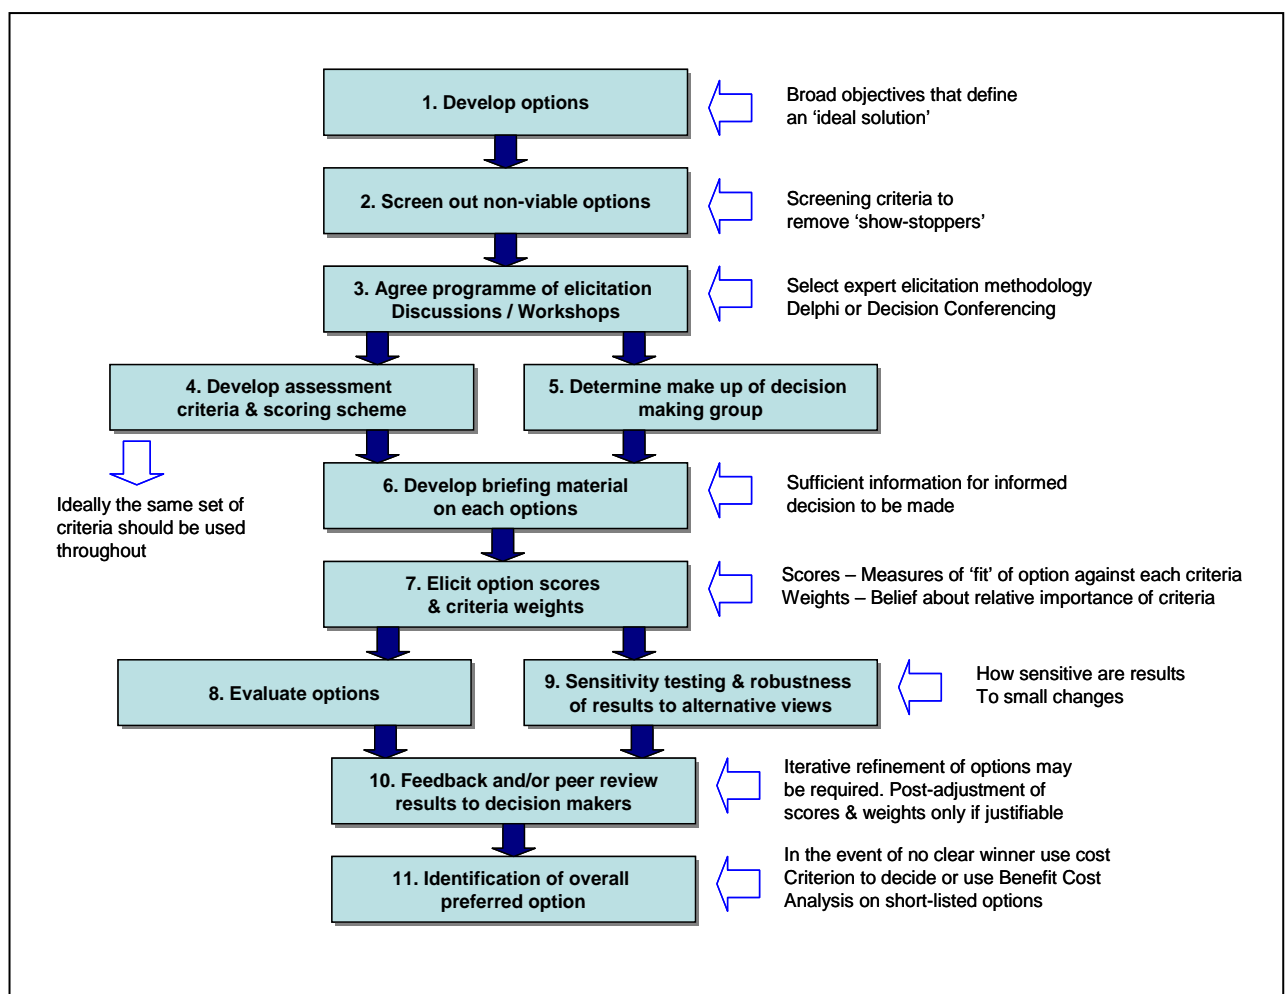 1. Develop options
Broad objectives that define
an ‘ideal solution’
2. Screen out non-viable options
Screening criteria to
remove ‘show-stoppers’
3. Agree programme of elicitation
Discussions / Workshops
Select expert elicitation methodology
Delphi or Decision Conferencing
4. Develop assessment
criteria & scoring scheme
5. Determine make up of decision
making group
Ideally the same set of
criteria should be used
throughout
6. Develop briefing material
on each options
Sufficient information for informed
decision to be made
7. Elicit option scores
& criteria weights
Scores – Measures of ‘fit’ of option against each criteria
Weights – Belief about relative importance of criteria
8. Evaluate options
9. Sensitivity testing & robustness
of results to alternative views
How sensitive are results
To small changes
10. Feedback and/or peer review
results to decision makers
Iterative refinement of options may
be required. Post-adjustment of
scores & weights only if justifiable
11. Identification of overall
preferred option
In the event of no clear winner use cost
Criterion to decide or use Benefit Cost
Analysis on short-listed options